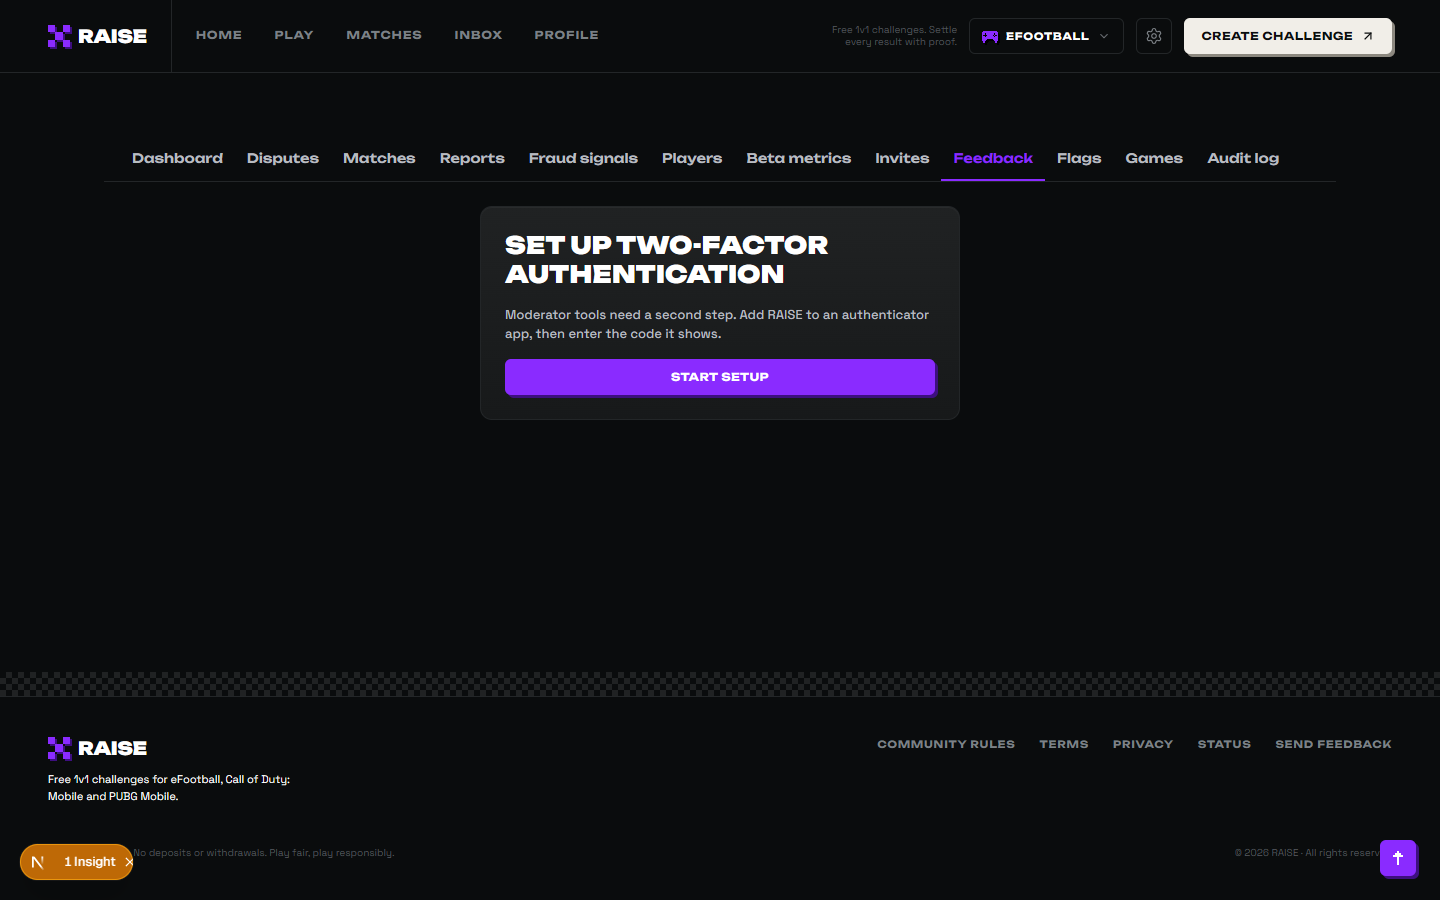 RAISE
HOME PLAY MATCHES INBOX PROFILE
Free 1v1 challenges. Settle
every result with proof.
EFOOTBALL
CREATE CHALLENGE
Dashboard Disputes Matches Reports Fraud signals Players Beta metrics Invites Feedback Flags Games Audit log
SET UP TWO-FACTOR
AUTHENTICATION
Moderator tools need a second step. Add RAISE to an authenticator
app, then enter the code it shows.
START SETUP
RAISE
COMMUNITY RULES TERMS PRIVACY STATUS SEND FEEDBACK
Free 1v1 challenges for eFootball, Call of Duty:
Mobile and PUBG Mobile.
1 Insight
No deposits or withdrawals. Play fair, play responsibly.
© 2026 RAISE · All rights